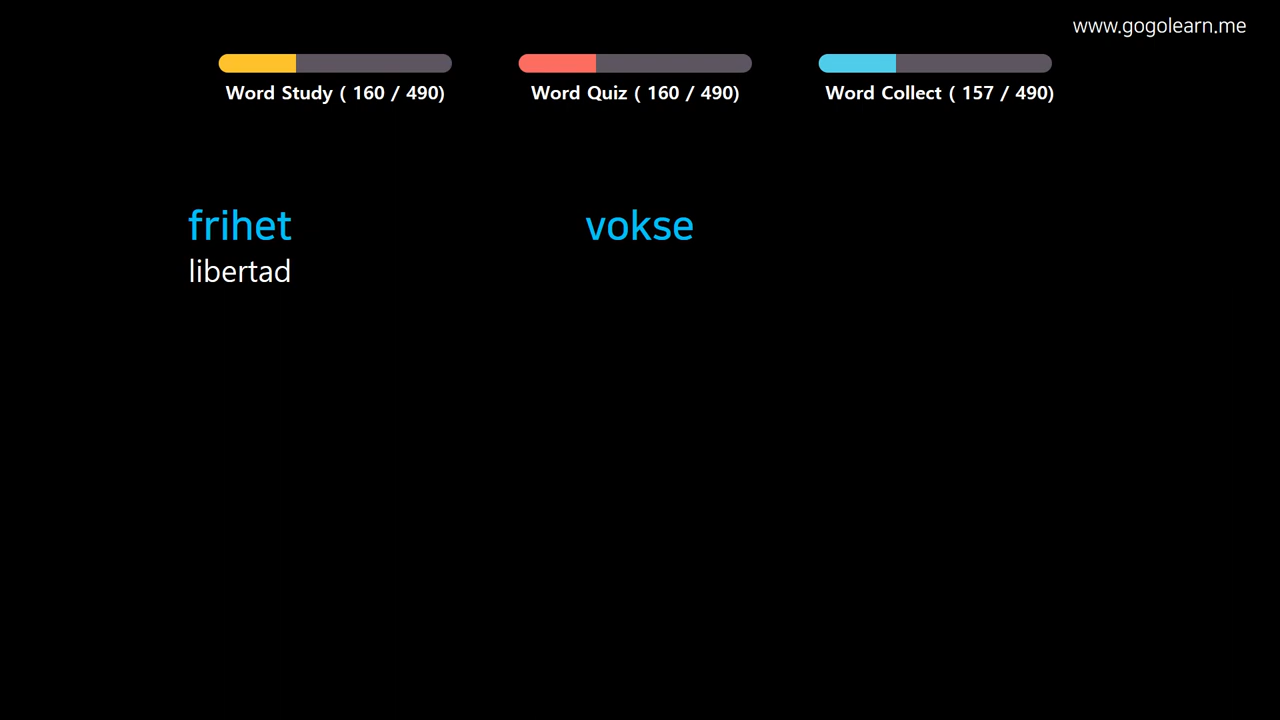 www.gogolearn.me
Word Study ( 160 / 490)
Word Quiz ( 160 / 490)
Word Collect ( 157 / 490)
frihet
libertad
vokse